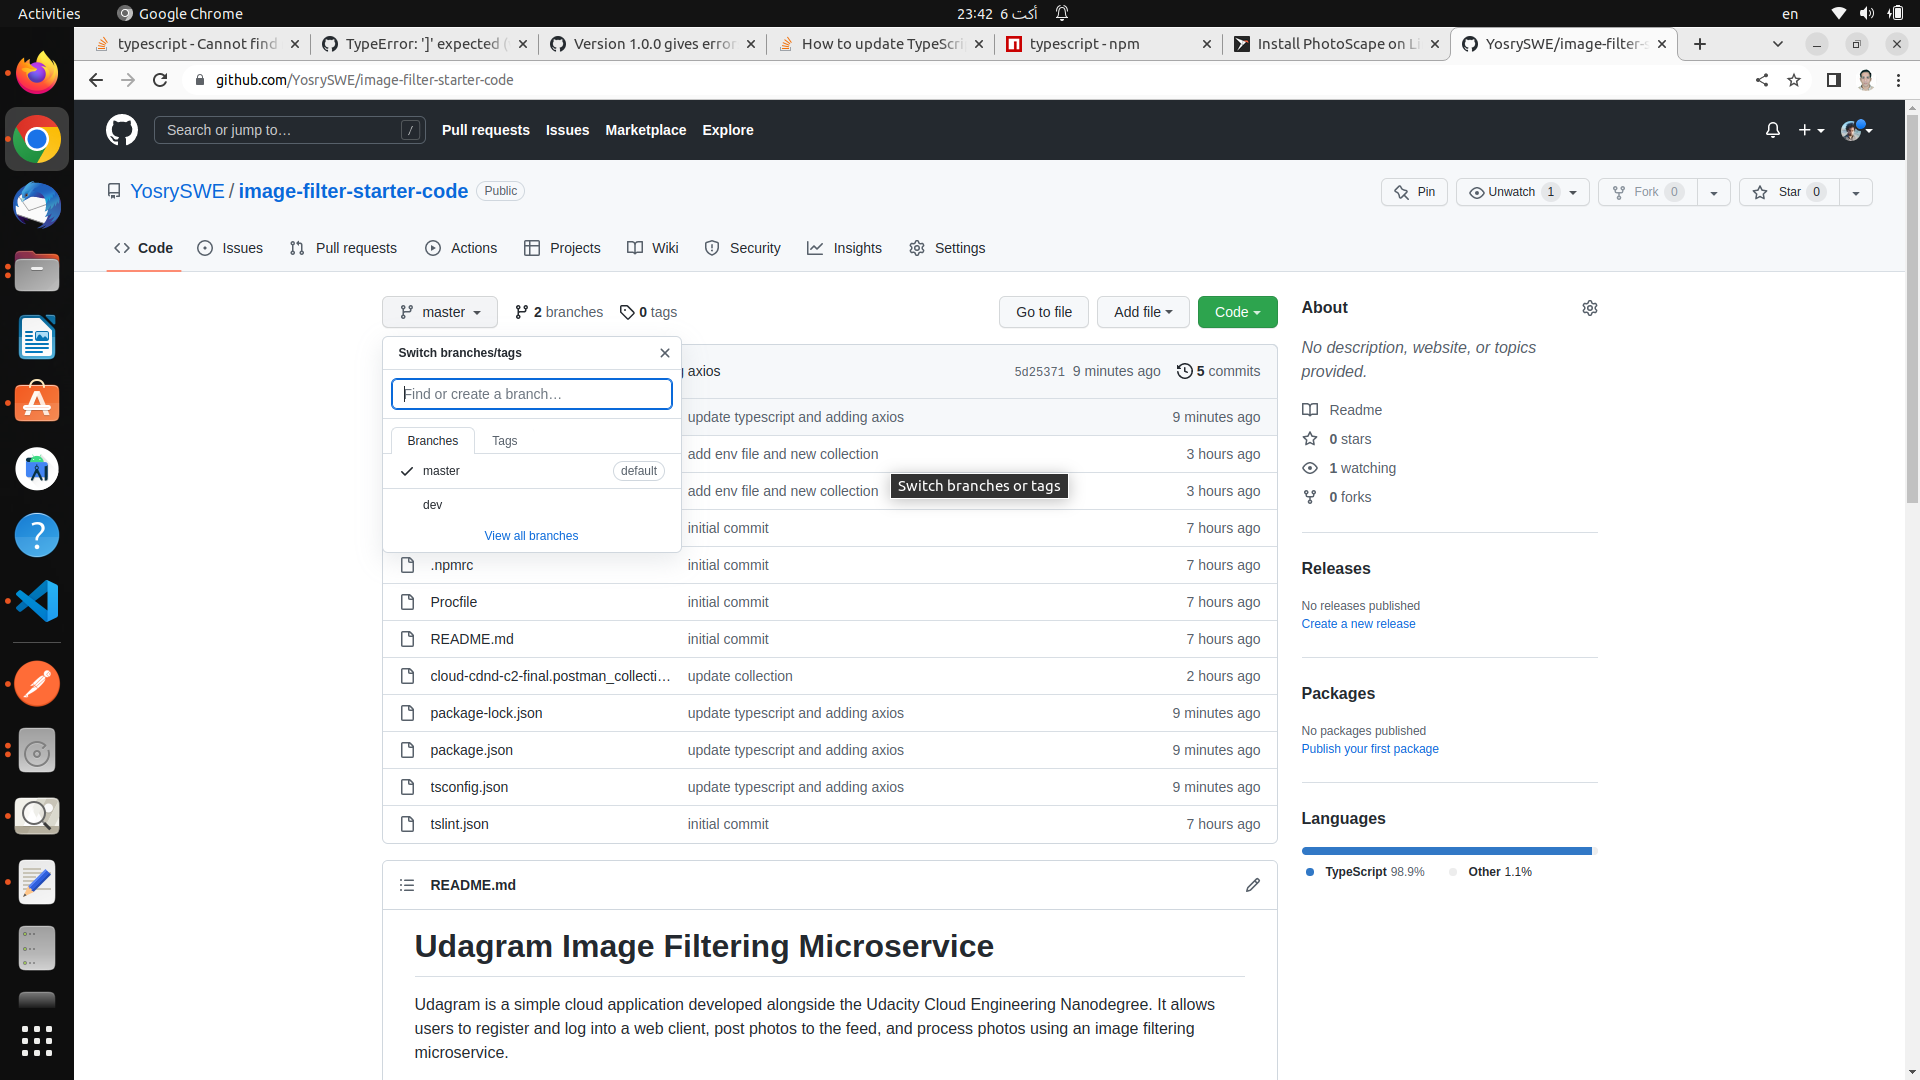 Activities
Google Chrome
23:42 6 أكت
en
typescript - Cannot find
TypeError: ']' expected (
Version 1.0.0 gives error
How to update TypeScri
typescript - npm
Install PhotoScape on Li
YosrySWE/image-filter-s
github.com/YosrySWE/image-filter-starter-code
Search or jump to…
/
Pull requests
Issues
Marketplace
Explore
YosrySWE / image-filter-starter-code
Public
Pin
Unwatch 1
Fork 0
Star 0
Code
Issues
Pull requests
Actions
Projects
Wiki
Security
Insights
Settings
master
2 branches
0 tags
Go to file
Add file
Code
Switch branches/tags
Find or create a branch…
Branches
Tags
master
default
dev
View all branches
axios
5d25371 9 minutes ago
5 commits
update typescript and adding axios
9 minutes ago
add env file and new collection
3 hours ago
add env file and new collection
3 hours ago
Switch branches or tags
initial commit
7 hours ago
.npmrc
initial commit
7 hours ago
Procfile
initial commit
7 hours ago
README.md
initial commit
7 hours ago
cloud-cdnd-c2-final.postman_collecti…
update collection
2 hours ago
package-lock.json
update typescript and adding axios
9 minutes ago
package.json
update typescript and adding axios
9 minutes ago
tsconfig.json
update typescript and adding axios
9 minutes ago
tslint.json
initial commit
7 hours ago
About
No description, website, or topics
provided.
Readme
0 stars
1 watching
0 forks
Releases
No releases published
Create a new release
Packages
No packages published
Publish your first package
Languages
TypeScript 98.9%
Other 1.1%
README.md
Udagram Image Filtering Microservice
Udagram is a simple cloud application developed alongside the Udacity Cloud Engineering Nanodegree. It allows
users to register and log into a web client, post photos to the feed, and process photos using an image filtering
microservice.